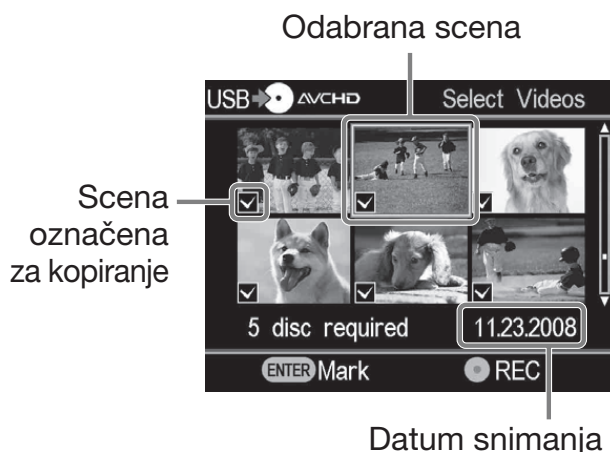 Odabrana scena
USB AVCHD Select Videos
Scena
označena
za kopiranje
5 disc required 11.23.2008
ENTER Mark REC
Datum snimanja